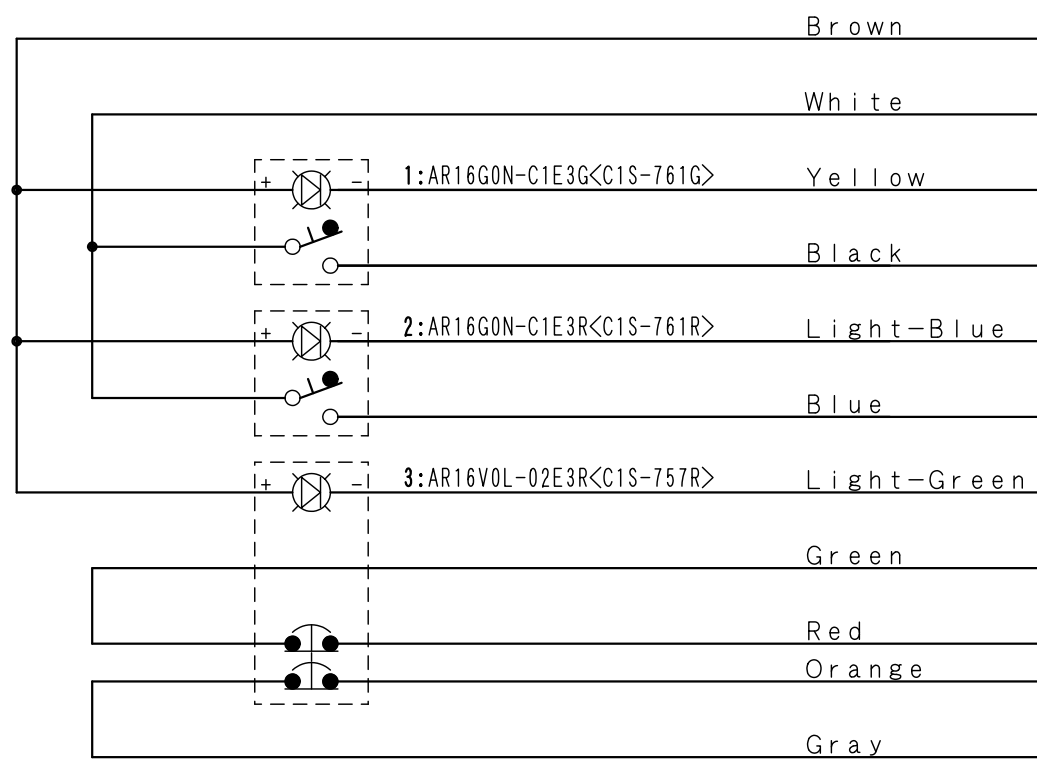 Brown
White
+ − 1:AR16G0N-C1E3G<C1S-761G> Yellow
Black
+ − 2:AR16G0N-C1E3R<C1S-761R> Light−Blue
Blue
+ − 3:AR16V0L-02E3R<C1S-757R> Light−Green
Green
Red
Orange
Gray